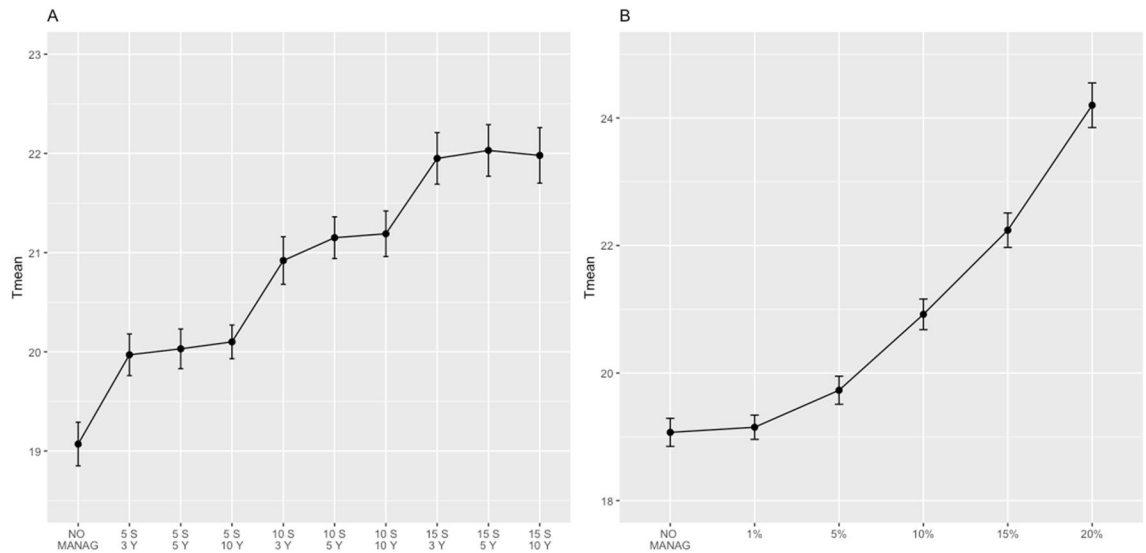 A
B
23
22
21
20
19
Tmean
NO MANAG
5 S 3 Y
5 S 5 Y
5 S 10 Y
10 S 3 Y
10 S 5 Y
10 S 10 Y
15 S 3 Y
15 S 5 Y
15 S 10 Y
24
22
20
18
Tmean
NO MANAG
1%
5%
10%
15%
20%